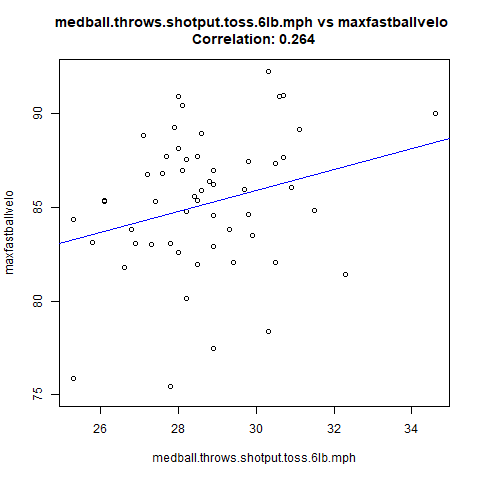 medball.throws.shotput.toss.6lb.mph vs maxfastballvelo
Correlation: 0.264
maxfastballvelo
90
85
80
75
26 28 30 32 34
medball.throws.shotput.toss.6lb.mph